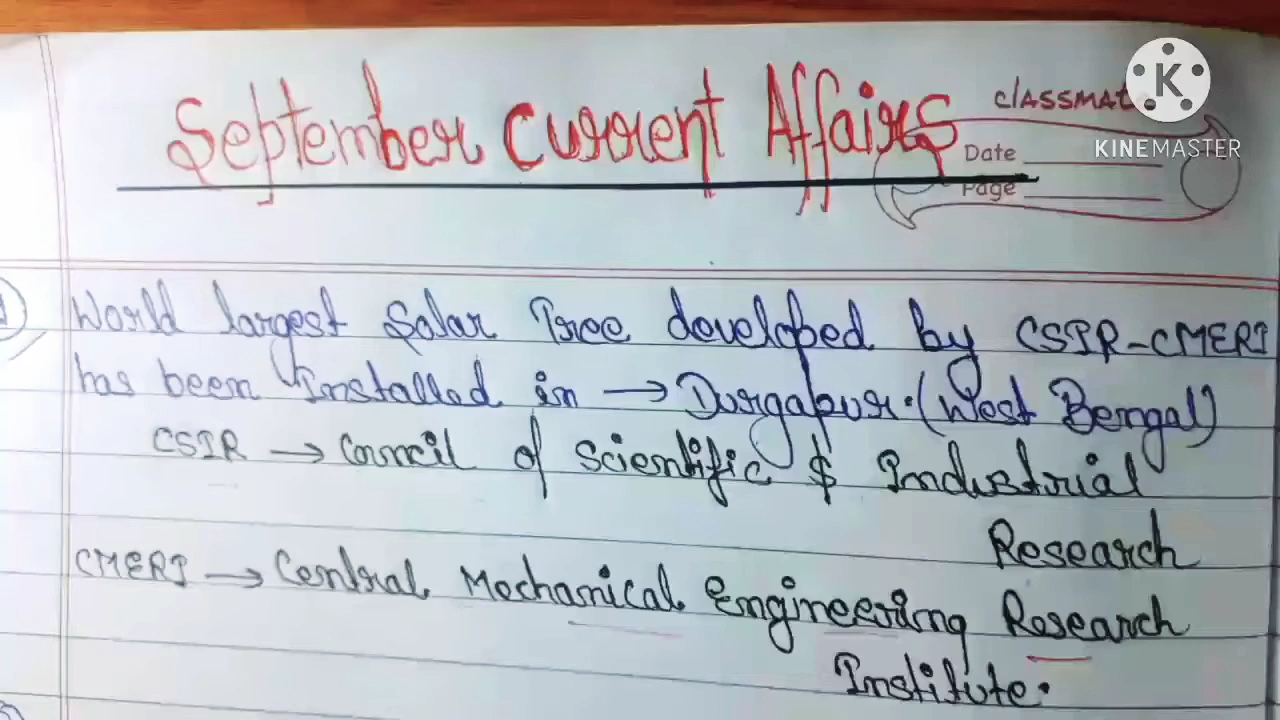 September Current Affairs
classmat
Date
Page
KINEMASTER
World largest Solar Tree developed by CSIR-CMERI
has been Installed in → Durgapur. (West Bengal)
CSIR → Council of Scientific & Industrial
Research
CMERI → Central Mechanical Engineering Research
Institute.